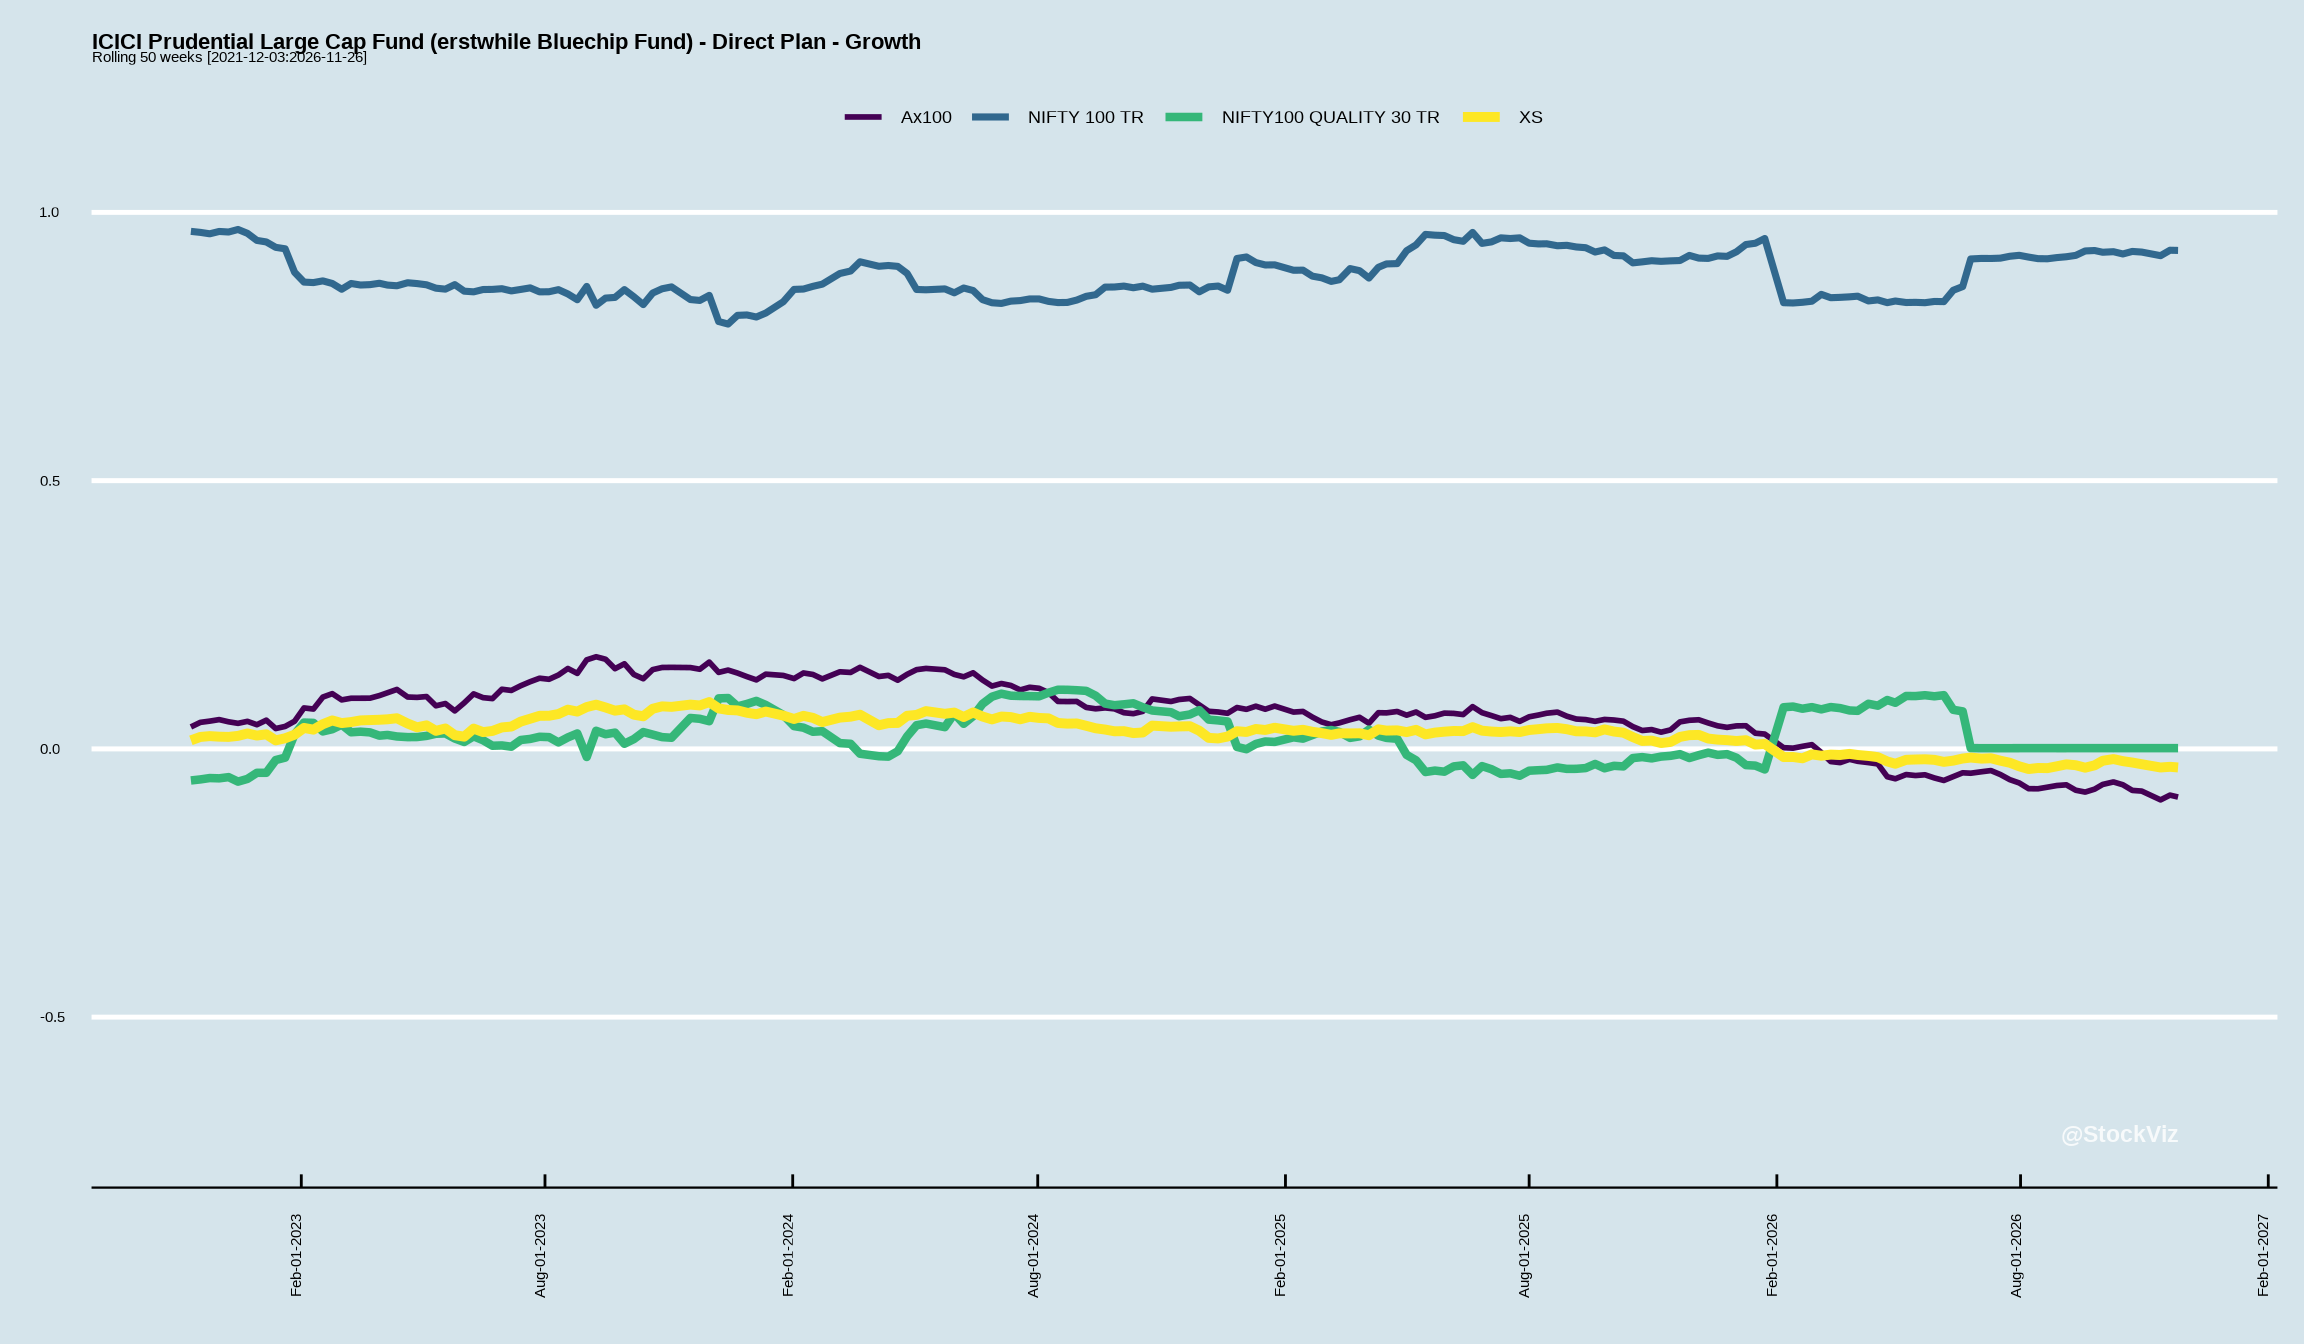 ICICI Prudential Large Cap Fund (erstwhile Bluechip Fund) - Direct Plan - Growth
Rolling 50 weeks [2021-12-03:2026-11-26]
Ax100 NIFTY 100 TR NIFTY100 QUALITY 30 TR XS
1.0
0.5
0.0
-0.5
@StockViz
Feb-01-2023
Aug-01-2023
Feb-01-2024
Aug-01-2024
Feb-01-2025
Aug-01-2025
Feb-01-2026
Aug-01-2026
Feb-01-2027